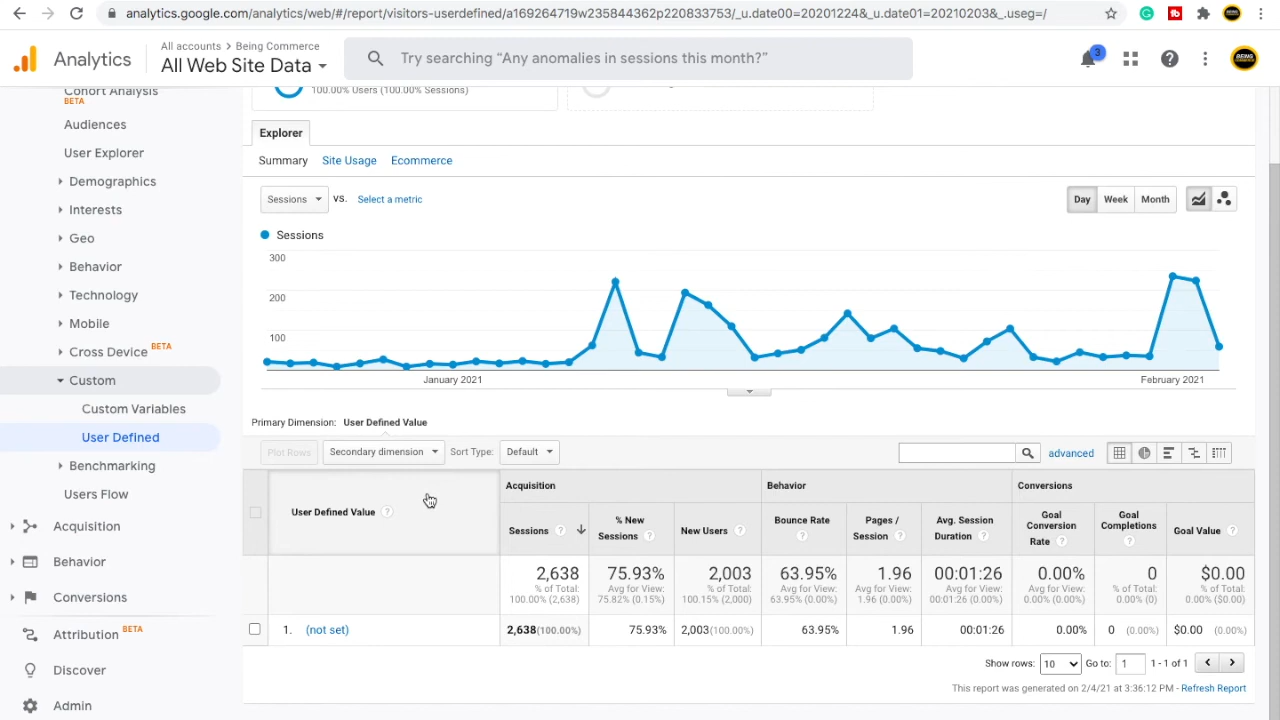 analytics.google.com/analytics/web/#/report/visitors-userdefined/a169264719w235844362p220833753/_u.date00=20201224&_u.date01=20210203&_.useg=/
Analytics
All accounts > Being Commerce
All Web Site Data
Try searching "Any anomalies in sessions this month?"
3
Cohort Analysis
BETA
Audiences
User Explorer
Demographics
Interests
Geo
Behavior
Technology
Mobile
Cross Device BETA
Custom
Custom Variables
User Defined
Benchmarking
Users Flow
Acquisition
Behavior
Conversions
Attribution BETA
Discover
Admin
100.00% Users (100.00% Sessions)
Explorer
Summary Site Usage Ecommerce
Sessions VS. Select a metric
Day Week Month
Sessions
300
200
100
January 2021 February 2021
Primary Dimension: User Defined Value
Plot Rows Secondary dimension Sort Type: Default advanced
User Defined Value ?
Acquisition Behavior Conversions
Sessions ? % New Sessions ? New Users ? Bounce Rate ? Pages / Session ? Avg. Session Duration ? Goal Conversion Rate ? Goal Completions ? Goal Value ?
2,638 75.93% 2,003 63.95% 1.96 00:01:26 0.00% 0 $0.00
% of Total: 100.00% (2,638) Avg for View: 75.82% (0.15%) % of Total: 100.15% (2,000) Avg for View: 63.95% (0.00%) Avg for View: 1.96 (0.00%) Avg for View: 00:01:26 (0.00%) Avg for View: 0.00% (0.00%) % of Total: 0.00% (0) % of Total: 0.00% ($0.00)
1. (not set) 2,638(100.00%) 75.93% 2,003(100.00%) 63.95% 1.96 00:01:26 0.00% 0 (0.00%) $0.00 (0.00%)
Show rows: 10 Go to: 1 1 - 1 of 1
This report was generated on 2/4/21 at 3:36:12 PM - Refresh Report